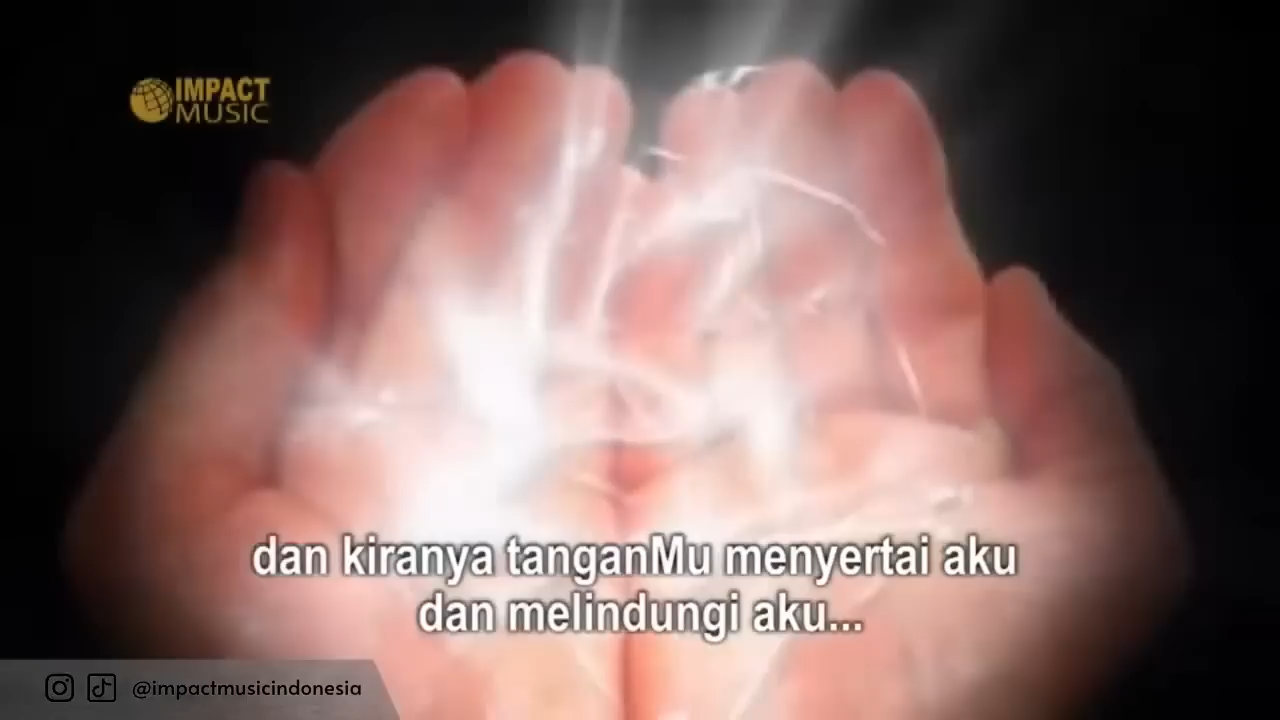 IMPACT
MUSIC
dan kiranya tanganMu menyertai aku
dan melindungi aku...
@impactmusicindonesia